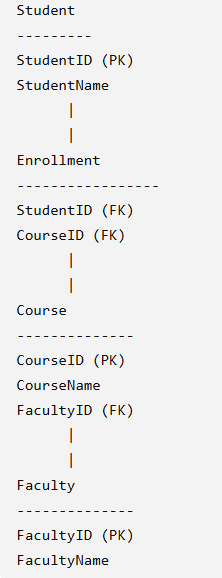 Student
---------
StudentID (PK)
StudentName
|
|
Enrollment
-----------------
StudentID (FK)
CourseID (FK)
|
|
Course
--------------
CourseID (PK)
CourseName
FacultyID (FK)
|
|
Faculty
--------------
FacultyID (PK)
FacultyName